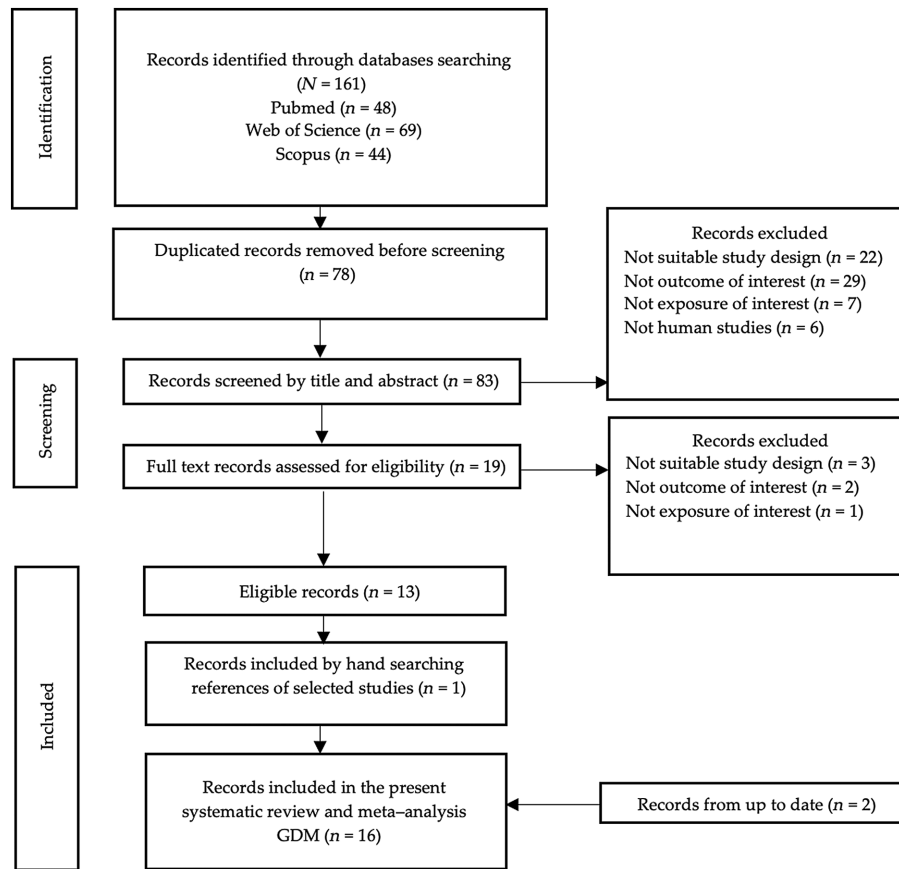 Identification
Records identified through databases searching
(N = 161)
Pubmed (n = 48)
Web of Science (n = 69)
Scopus (n = 44)
Duplicated records removed before screening
(n = 78)
Records excluded
Not suitable study design (n = 22)
Not outcome of interest (n = 29)
Not exposure of interest (n = 7)
Not human studies (n = 6)
Screening
Records screened by title and abstract (n = 83)
Full text records assessed for eligibility (n = 19)
Records excluded
Not suitable study design (n = 3)
Not outcome of interest (n = 2)
Not exposure of interest (n = 1)
Included
Eligible records (n = 13)
Records included by hand searching
references of selected studies (n = 1)
Records included in the present
systematic review and meta–analysis
GDM (n = 16)
Records from up to date (n = 2)